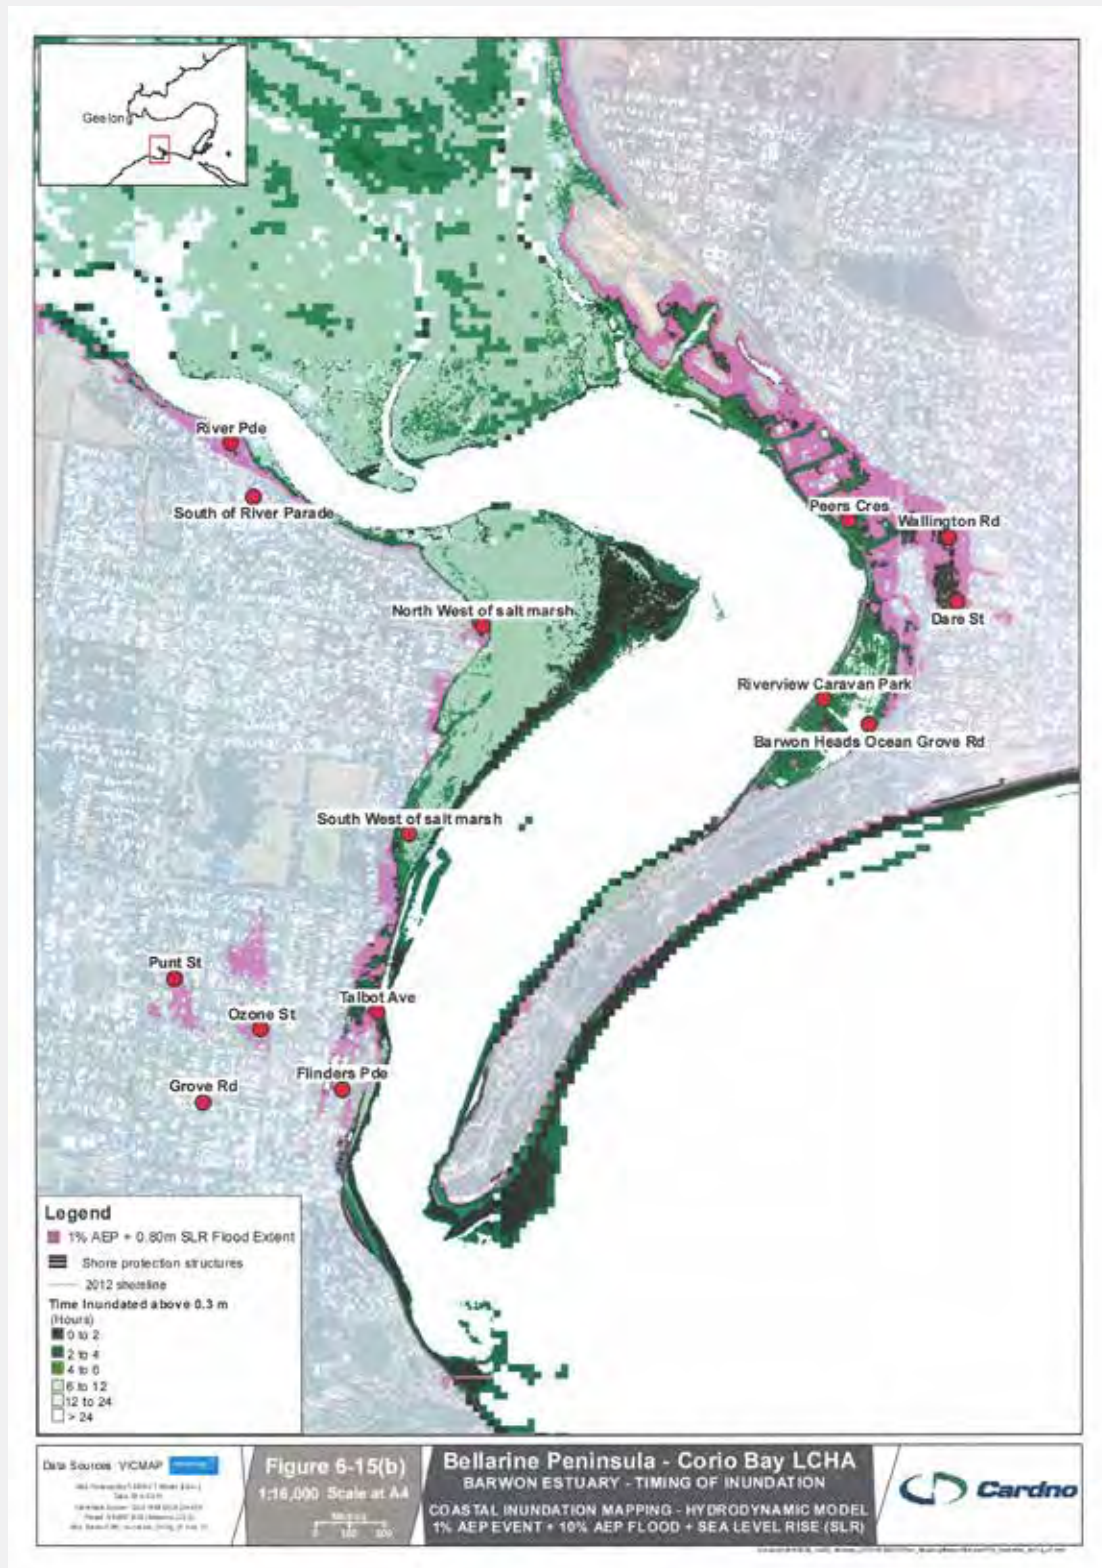 Geelong
River Pde
South of River Parade
Peers Cres
Wallington Rd
North West of salt marsh
Dare St
Riverview Caravan Park
Barwon Heads Ocean Grove Rd
South West of salt marsh
Punt St
Talbot Ave
Ozone St
Flinders Pde
Grove Rd
Legend
1% AEP + 0.80m SLR Flood Extent
Shore protection structures
2012 shoreline
Time Inundated above 0.3 m
(Hours)
0 to 2
2 to 4
4 to 6
6 to 12
12 to 24
> 24
Data Sources VICMAP
Figure 6-15(b)
1:16,000 Scale at A4
Bellarine Peninsula - Corio Bay LCHA
BARWON ESTUARY - TIMING OF INUNDATION
COASTAL INUNDATION MAPPING - HYDRODYNAMIC MODEL
1% AEP EVENT + 10% AEP FLOOD + SEA LEVEL RISE (SLR)
Cardno